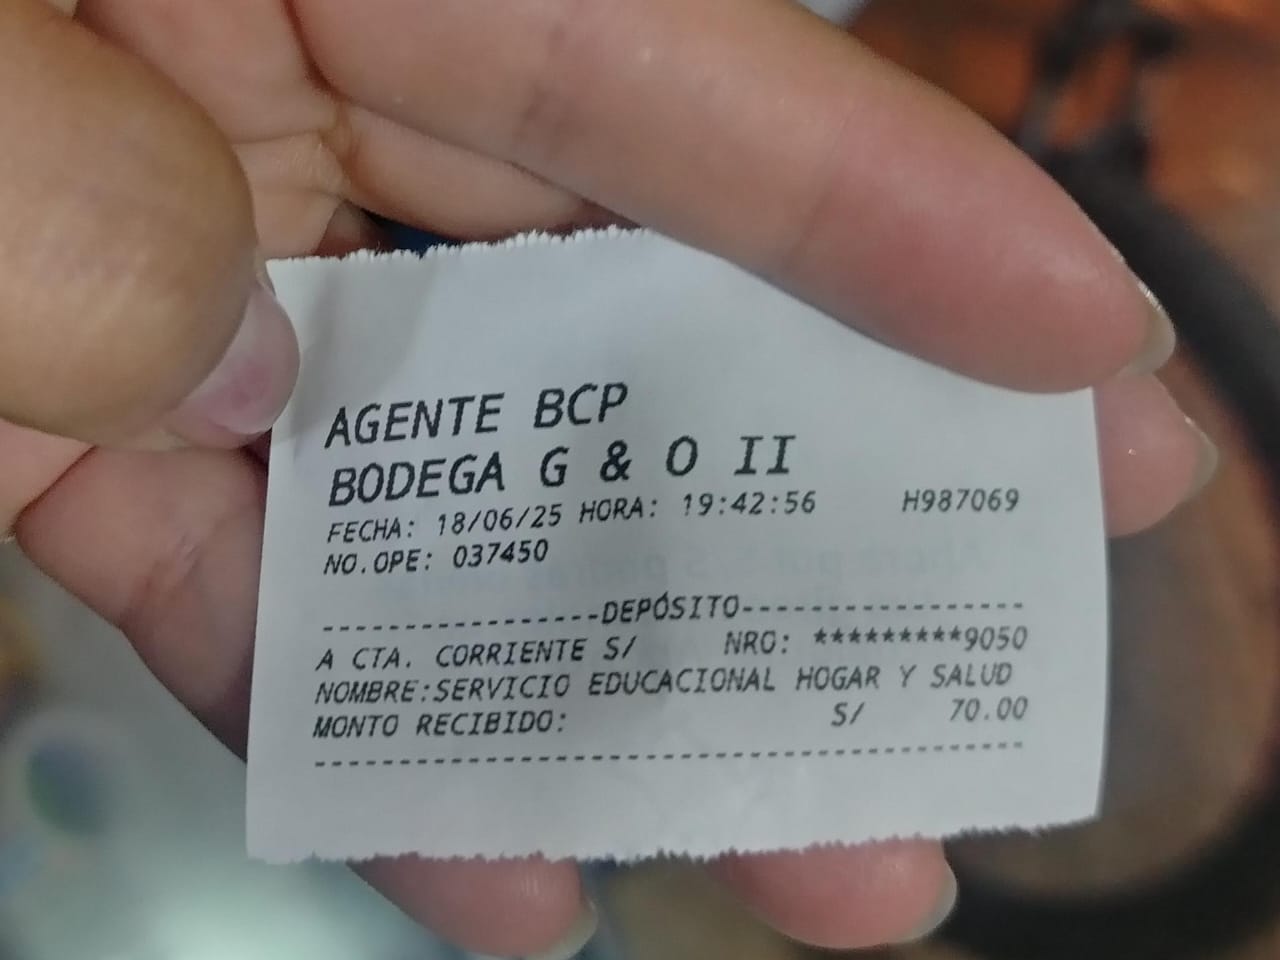 AGENTE BCP
BODEGA G & O II
FECHA: 18/06/25 HORA: 19:42:56 H987069
NO.OPE: 037450
-----------------DEPÓSITO-----------------
A CTA. CORRIENTE S/ NRO: *********9050
NOMBRE:SERVICIO EDUCACIONAL HOGAR Y SALUD
MONTO RECIBIDO: S/ 70.00
------------------------------------------